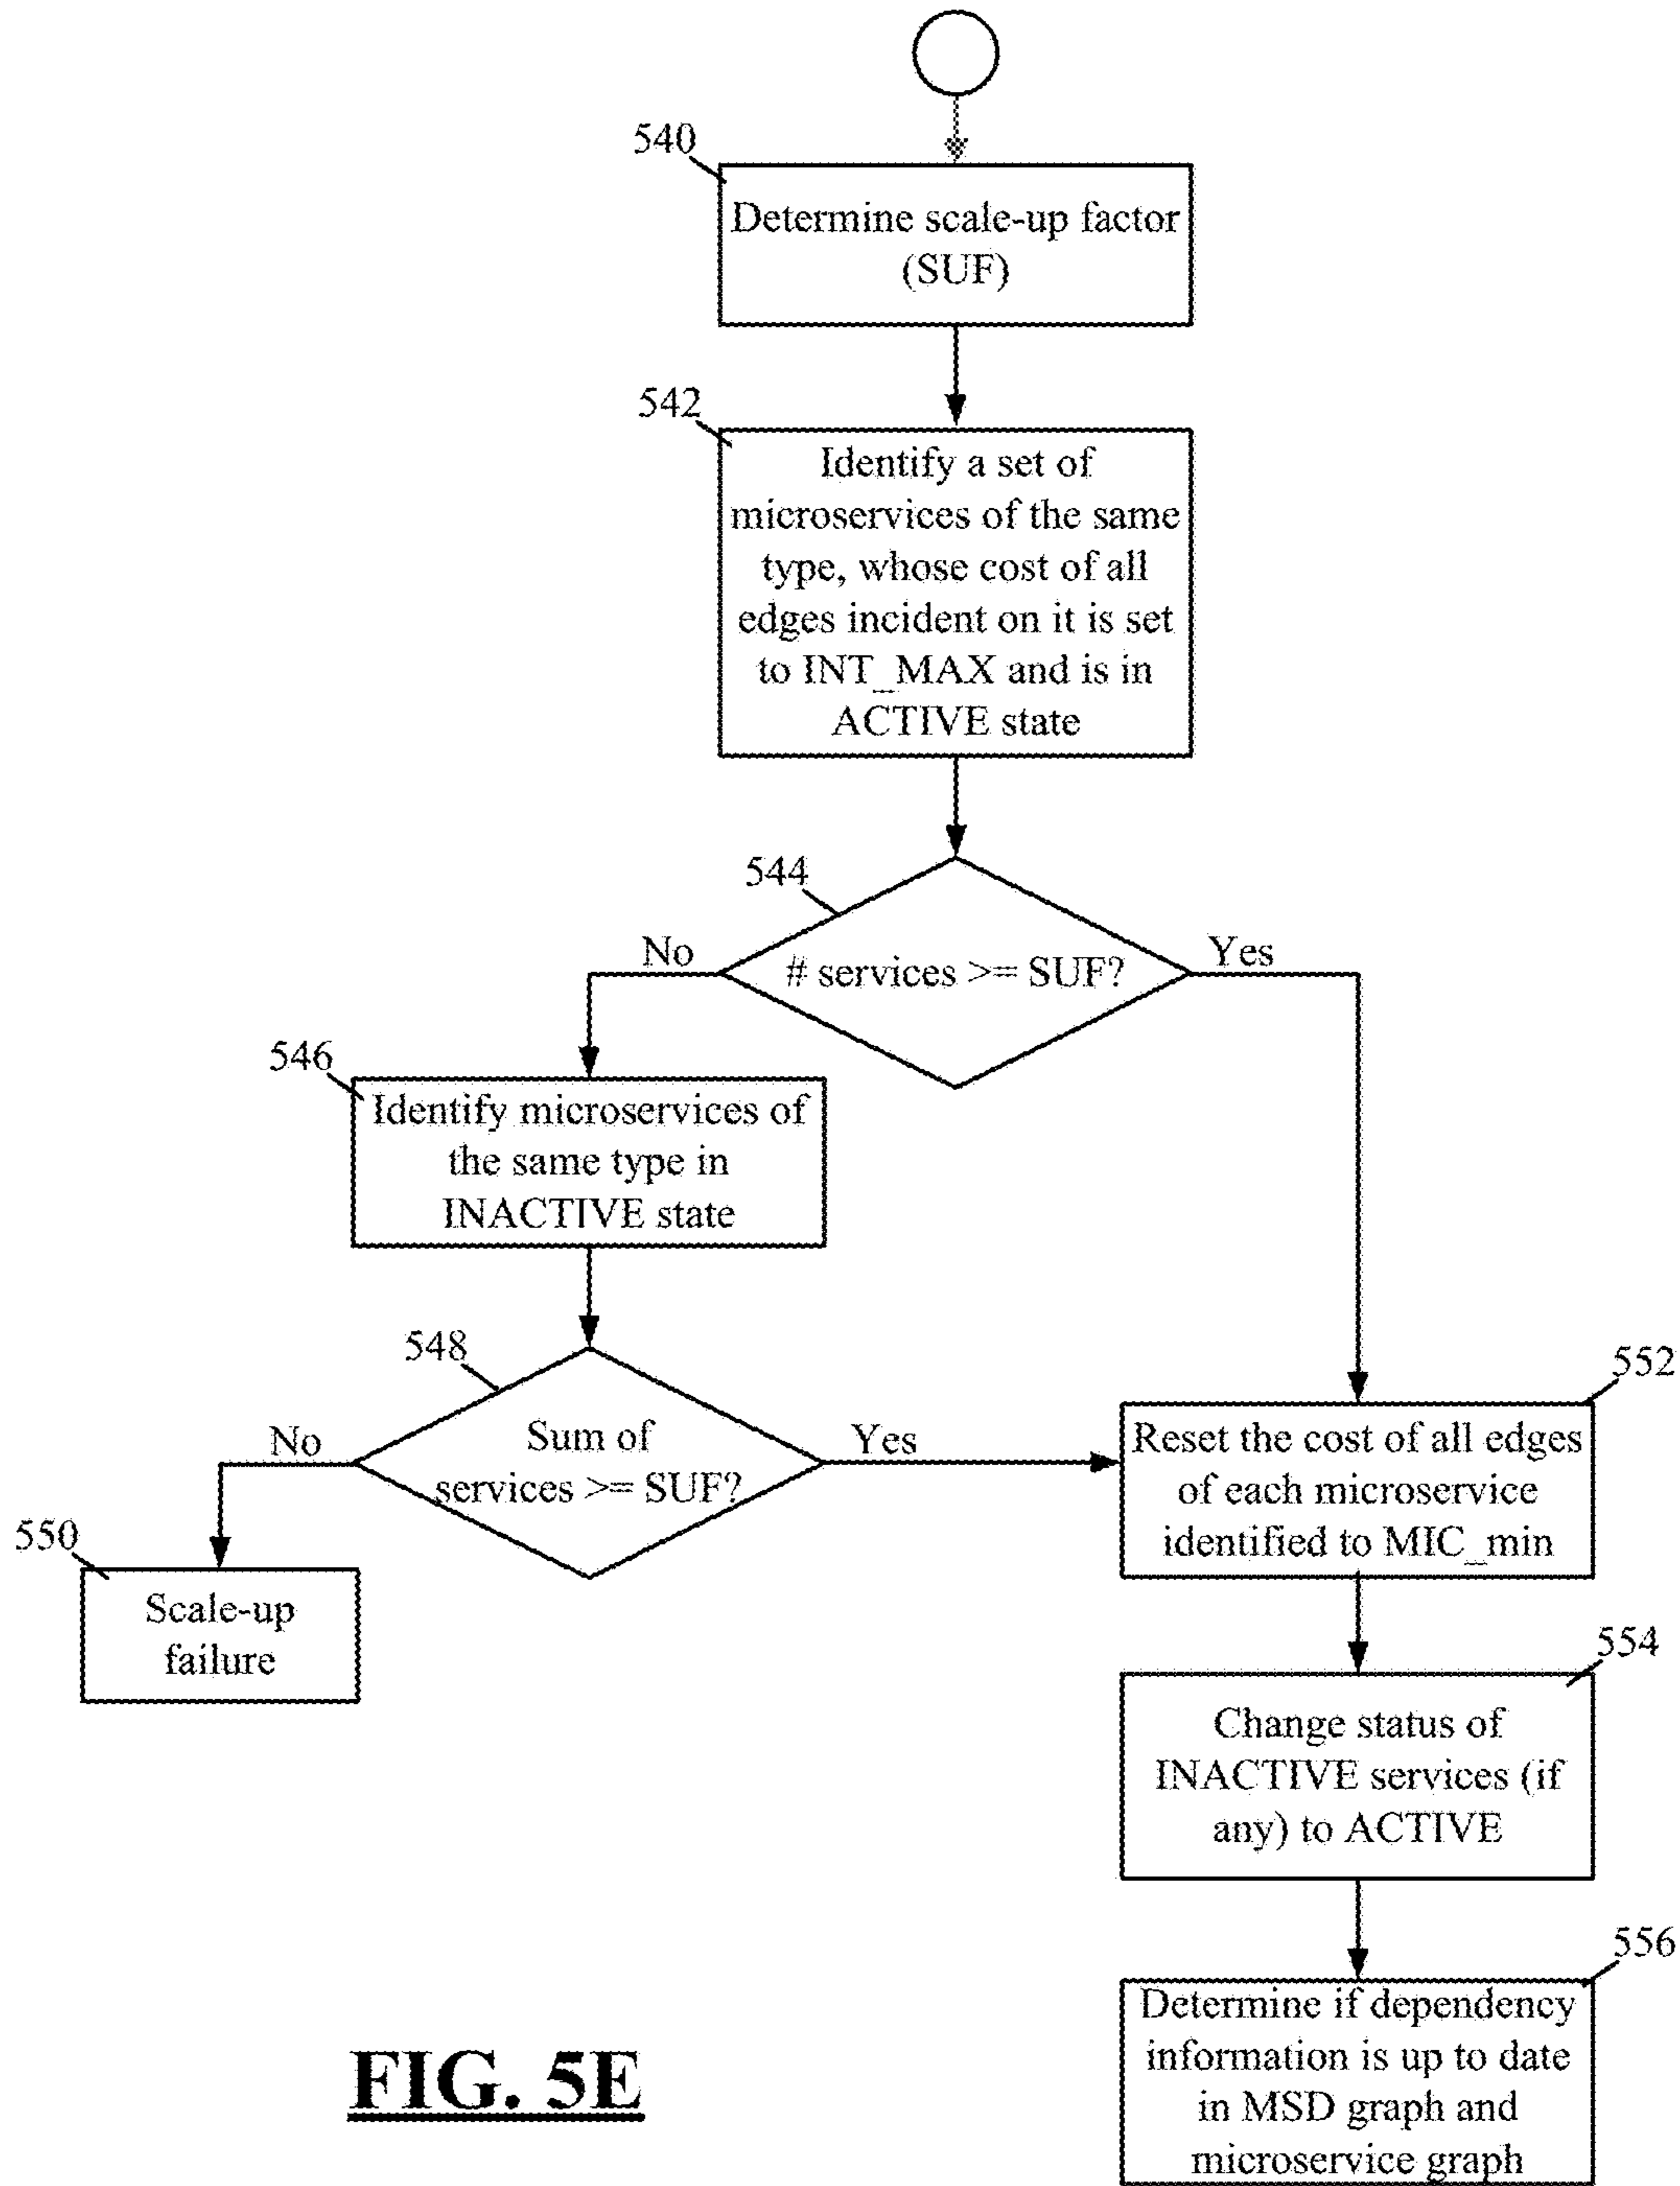 540
Determine scale-up factor
(SUF)
542
Identify a set of
microservices of the same
type, whose cost of all
edges incident on it is set
to INT_MAX and is in
ACTIVE state
544
No
# services >= SUF?
Yes
546
Identify microservices of
the same type in
INACTIVE state
548
No
Sum of
services >= SUF?
Yes
550
Scale-up
failure
552
Reset the cost of all edges
of each microservice
identified to MIC_min
554
Change status of
INACTIVE services (if
any) to ACTIVE
556
Determine if dependency
information is up to date
in MSD graph and
microservice graph
FIG. 5E